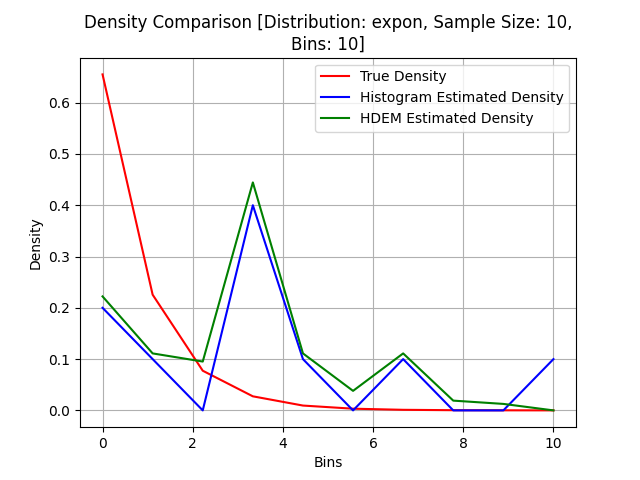 Density Comparison [Distribution: expon, Sample Size: 10,
Bins: 10]
True Density
Histogram Estimated Density
HDEM Estimated Density
Density
0.6
0.5
0.4
0.3
0.2
0.1
0.0
0 2 4 6 8 10
Bins